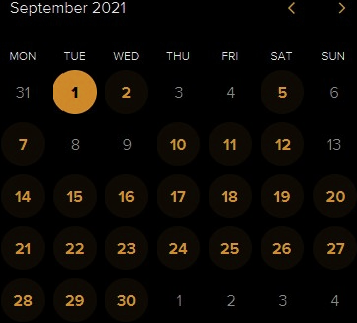 September 2021 < >
MON TUE WED THU FRI SAT SUN
31 1 2 3 4 5 6
7 8 9 10 11 12 13
14 15 16 17 18 19 20
21 22 23 24 25 26 27
28 29 30 1 2 3 4